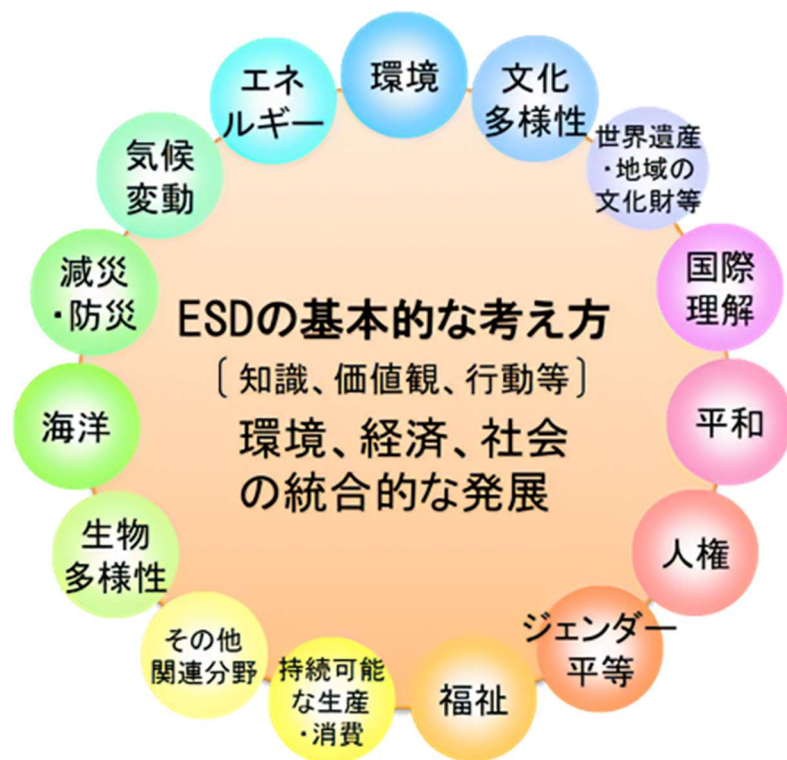 環境
文化
多様性
世界遺産
・地域の
文化財等
国際
理解
平和
人権
ジェンダー
平等
福祉
持続可能
な生産
・消費
その他
関連分野
生物
多様性
海洋
減災
・防災
気候
変動
エネ
ルギー
ESDの基本的な考え方
[知識、価値観、行動等]
環境、経済、社会
の統合的な発展